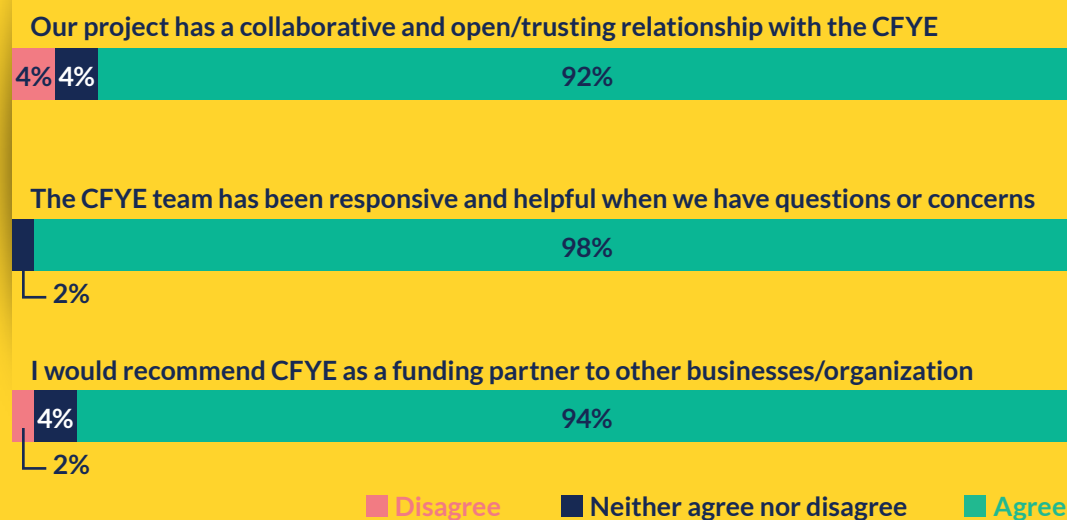 Our project has a collaborative and open/trusting relationship with the CFYE
4% 4% 92%
The CFYE team has been responsive and helpful when we have questions or concerns
98%
2%
I would recommend CFYE as a funding partner to other businesses/organization
4% 94%
2%
Disagree Neither agree nor disagree Agree